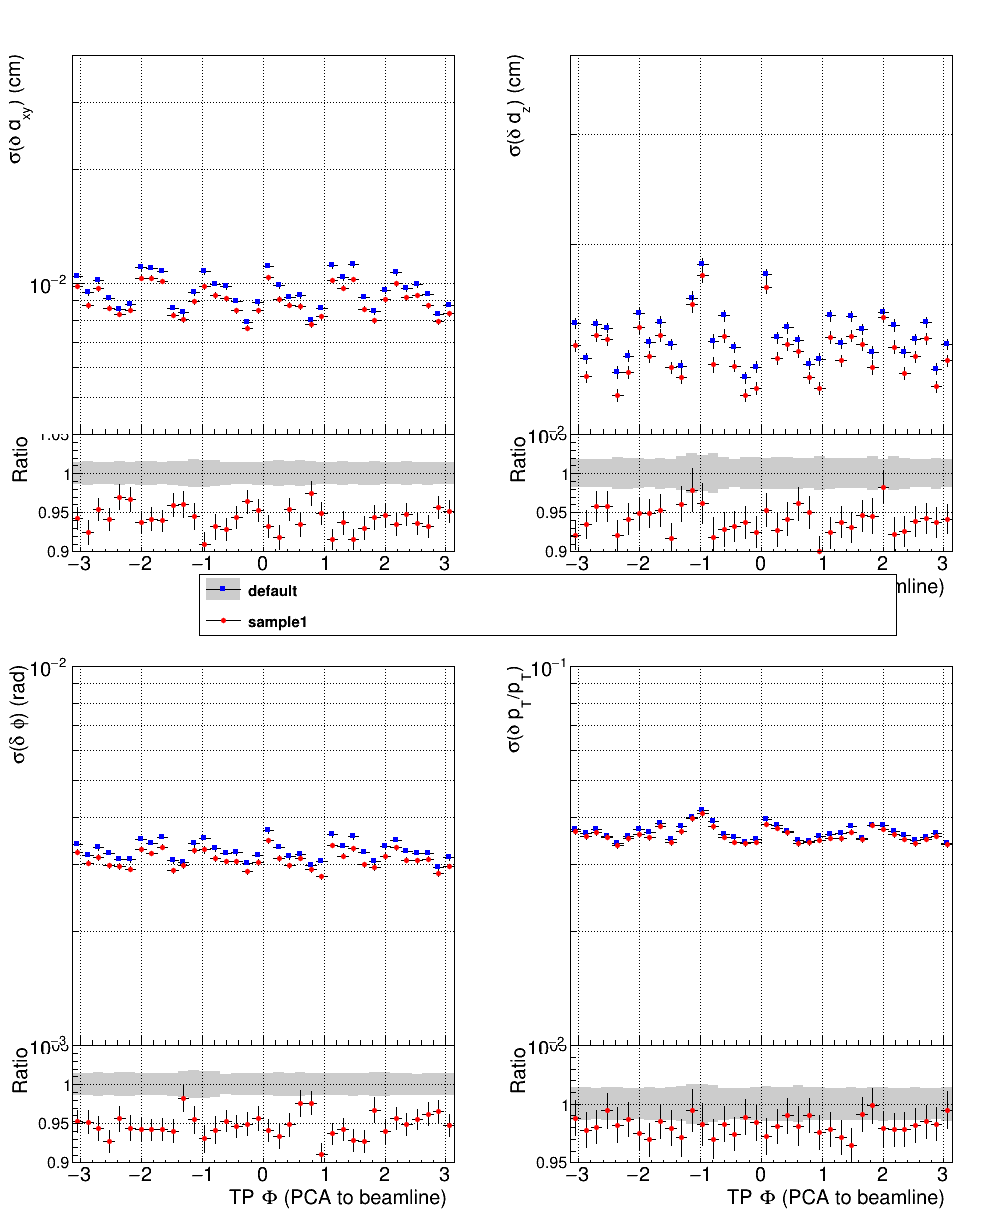 σ(δ d_xy) (cm)
10⁻²
Ratio
1
0.95
0.9
−3 −2 −1 0 1 2 3
σ(δ d_z) (cm)
Ratio
1
0.95
0.9
−3 −2 −1 0 1 2 3
mline)
default
sample1
σ(δ φ) (rad)
10⁻²
10⁻³
Ratio
1
0.95
0.9
−3 −2 −1 0 1 2 3
TP Φ (PCA to beamline)
σ(δ p_T/p_T)
10⁻¹
10⁻²
Ratio
1
0.95
−3 −2 −1 0 1 2 3
TP Φ (PCA to beamline)